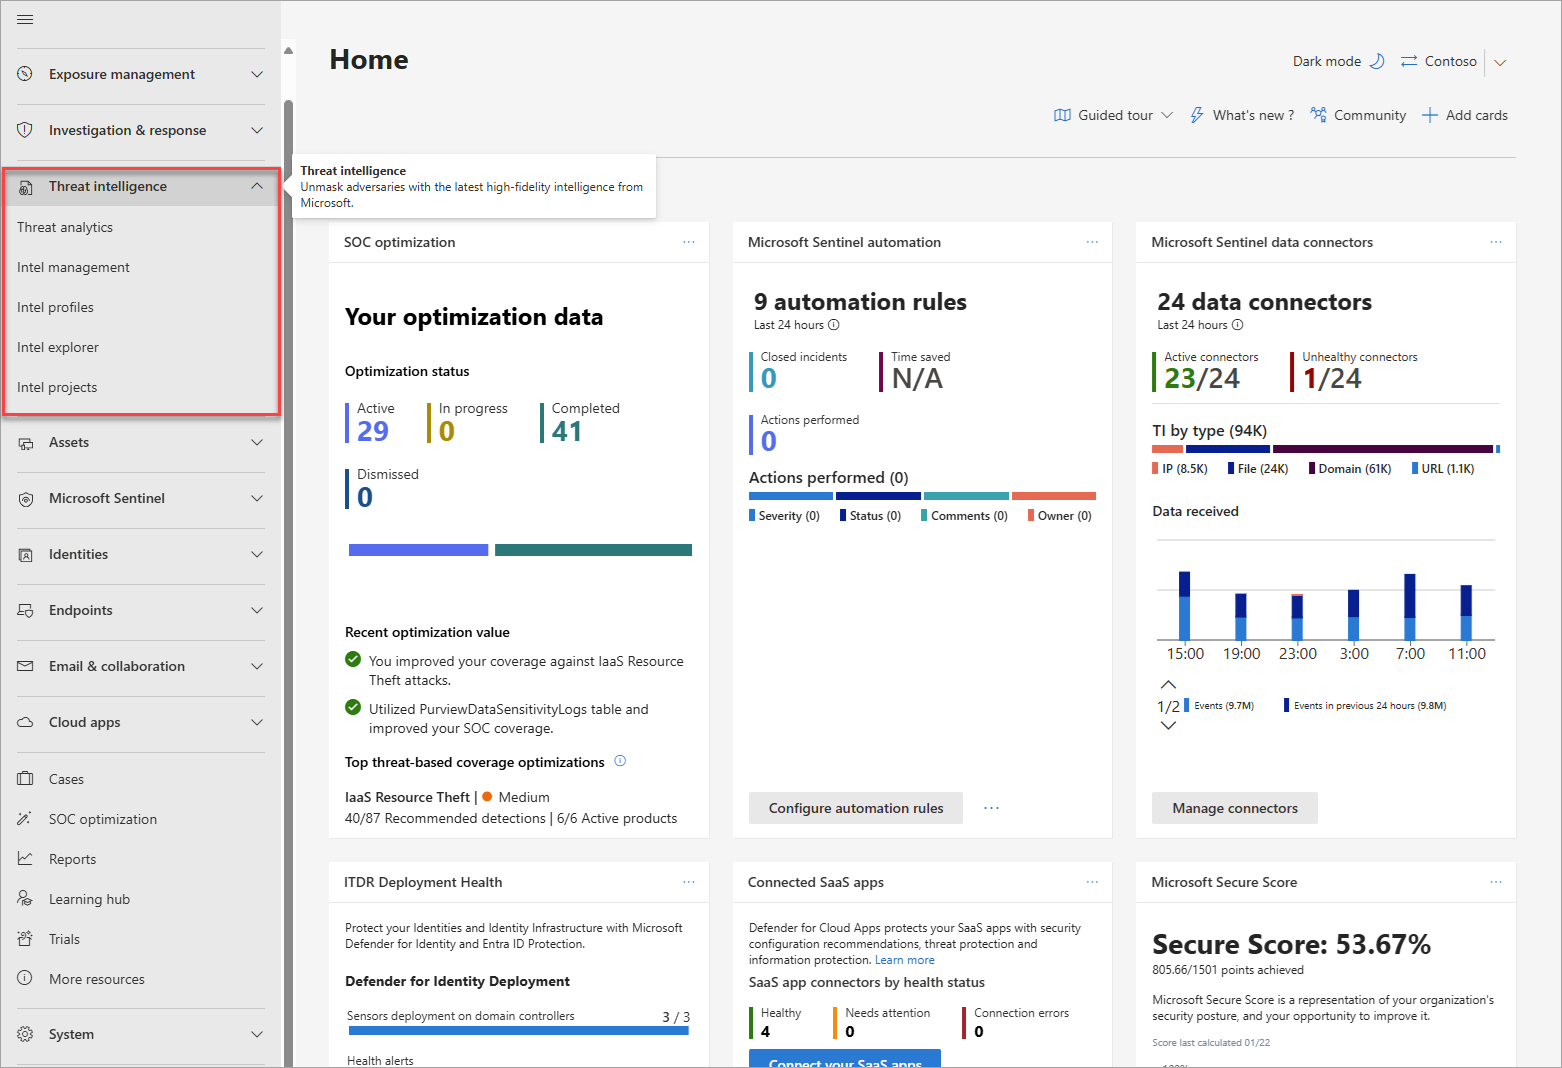 Exposure management
Investigation & response
Threat intelligence
Threat analytics
Intel management
Intel profiles
Intel explorer
Intel projects
Assets
Microsoft Sentinel
Identities
Endpoints
Email & collaboration
Cloud apps
Cases
SOC optimization
Reports
Learning hub
Trials
More resources
System
Home
Dark mode
Contoso
Guided tour
What's new ?
Community
Add cards
Threat intelligence
Unmask adversaries with the latest high-fidelity intelligence from
Microsoft.
SOC optimization
Your optimization data
Optimization status
Active
29
In progress
0
Completed
41
Dismissed
0
Recent optimization value
You improved your coverage against IaaS Resource
Theft attacks.
Utilized PurviewDataSensitivityLogs table and
improved your SOC coverage.
Top threat-based coverage optimizations
IaaS Resource Theft | Medium
40/87 Recommended detections | 6/6 Active products
Microsoft Sentinel automation
9 automation rules
Last 24 hours
Closed incidents
0
Time saved
N/A
Actions performed
0
Actions performed (0)
Severity (0) Status (0) Comments (0) Owner (0)
Configure automation rules
Microsoft Sentinel data connectors
24 data connectors
Last 24 hours
Active connectors
23/24
Unhealthy connectors
1/24
TI by type (94K)
IP (8.5K) File (24K) Domain (61K) URL (1.1K)
Data received
15:00 19:00 23:00 3:00 7:00 11:00
1/2 Events (9.7M) Events in previous 24 hours (9.8M)
Manage connectors
ITDR Deployment Health
Protect your Identities and Identity Infrastructure with Microsoft
Defender for Identity and Entra ID Protection.
Defender for Identity Deployment
Sensors deployment on domain controllers 3 / 3
Health alerts
Connected SaaS apps
Defender for Cloud Apps protects your SaaS apps with security
configuration recommendations, threat protection and
information protection. Learn more
SaaS app connectors by health status
Healthy
4
Needs attention
0
Connection errors
0
Connect your SaaS apps
Microsoft Secure Score
Secure Score: 53.67%
805.66/1501 points achieved
Microsoft Secure Score is a representation of your organization's
security posture, and your opportunity to improve it.
Score last calculated 01/22
100%